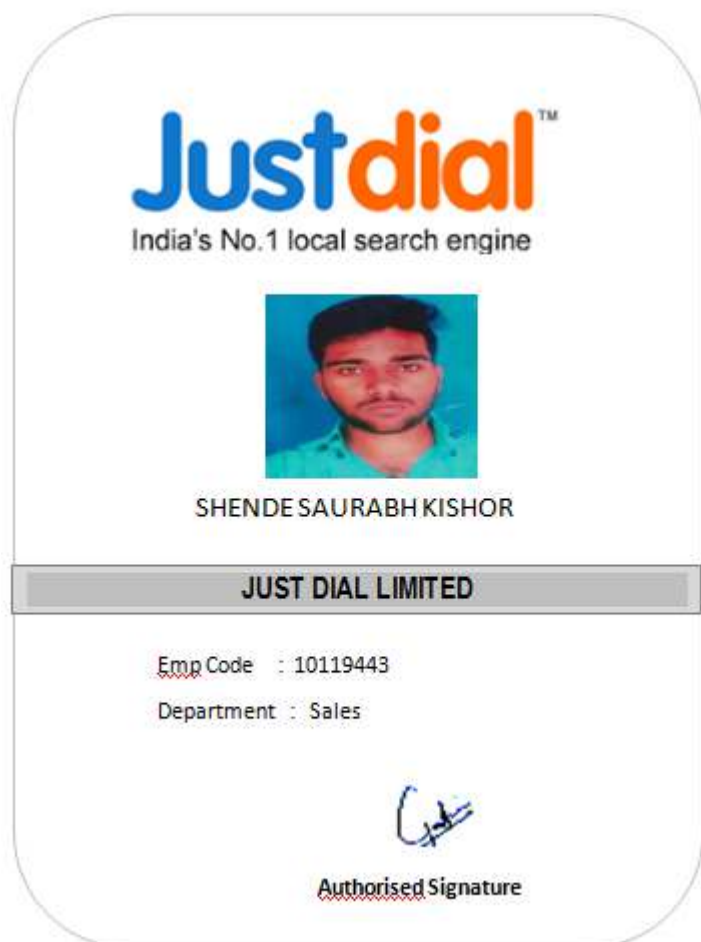 Justdial™
India's No.1 local search engine
SHENDE SAURABH KISHOR
JUST DIAL LIMITED
Emp Code : 10119443
Department : Sales
Authorised Signature